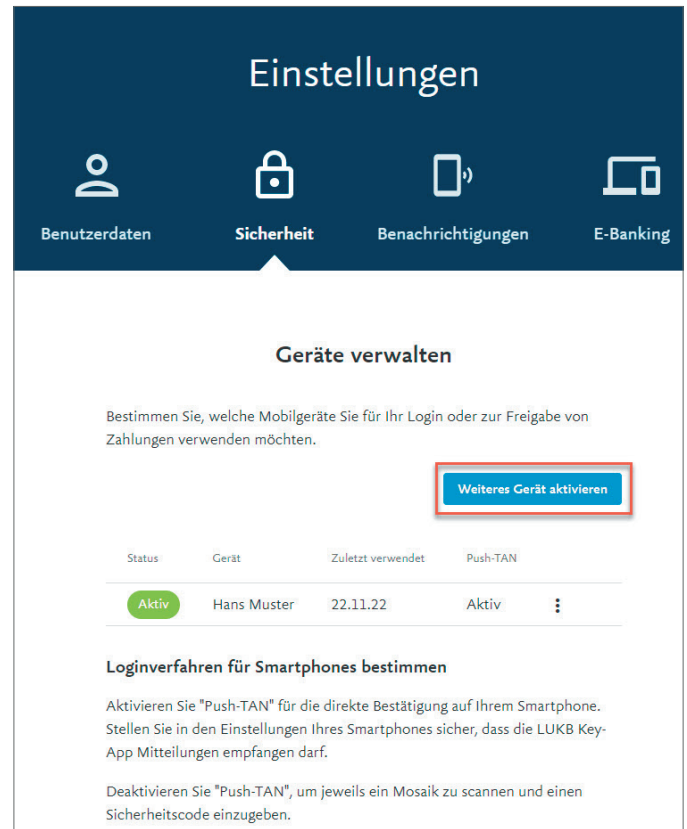 Einstellungen
Benutzerdaten Sicherheit Benachrichtigungen E-Banking
Geräte verwalten
Bestimmen Sie, welche Mobilgeräte Sie für Ihr Login oder zur Freigabe von
Zahlungen verwenden möchten.
Weiteres Gerät aktivieren
Status Gerät Zuletzt verwendet Push-TAN
Aktiv Hans Muster 22.11.22 Aktiv
Loginverfahren für Smartphones bestimmen
Aktivieren Sie "Push-TAN" für die direkte Bestätigung auf Ihrem Smartphone.
Stellen Sie in den Einstellungen Ihres Smartphones sicher, dass die LUKB Key-
App Mitteilungen empfangen darf.
Deaktivieren Sie "Push-TAN", um jeweils ein Mosaik zu scannen und einen
Sicherheitscode einzugeben.